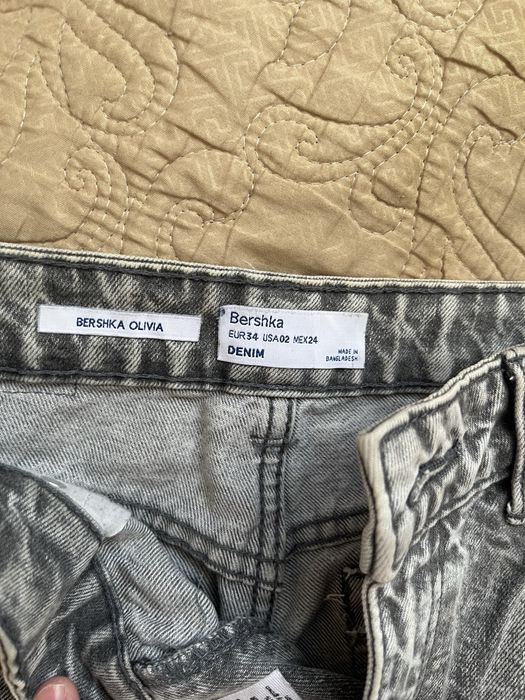 BERSHKA OLIVIA
Bershka
EUR34 USA02 MEX24
DENIM
MADE IN
BANGLADESH